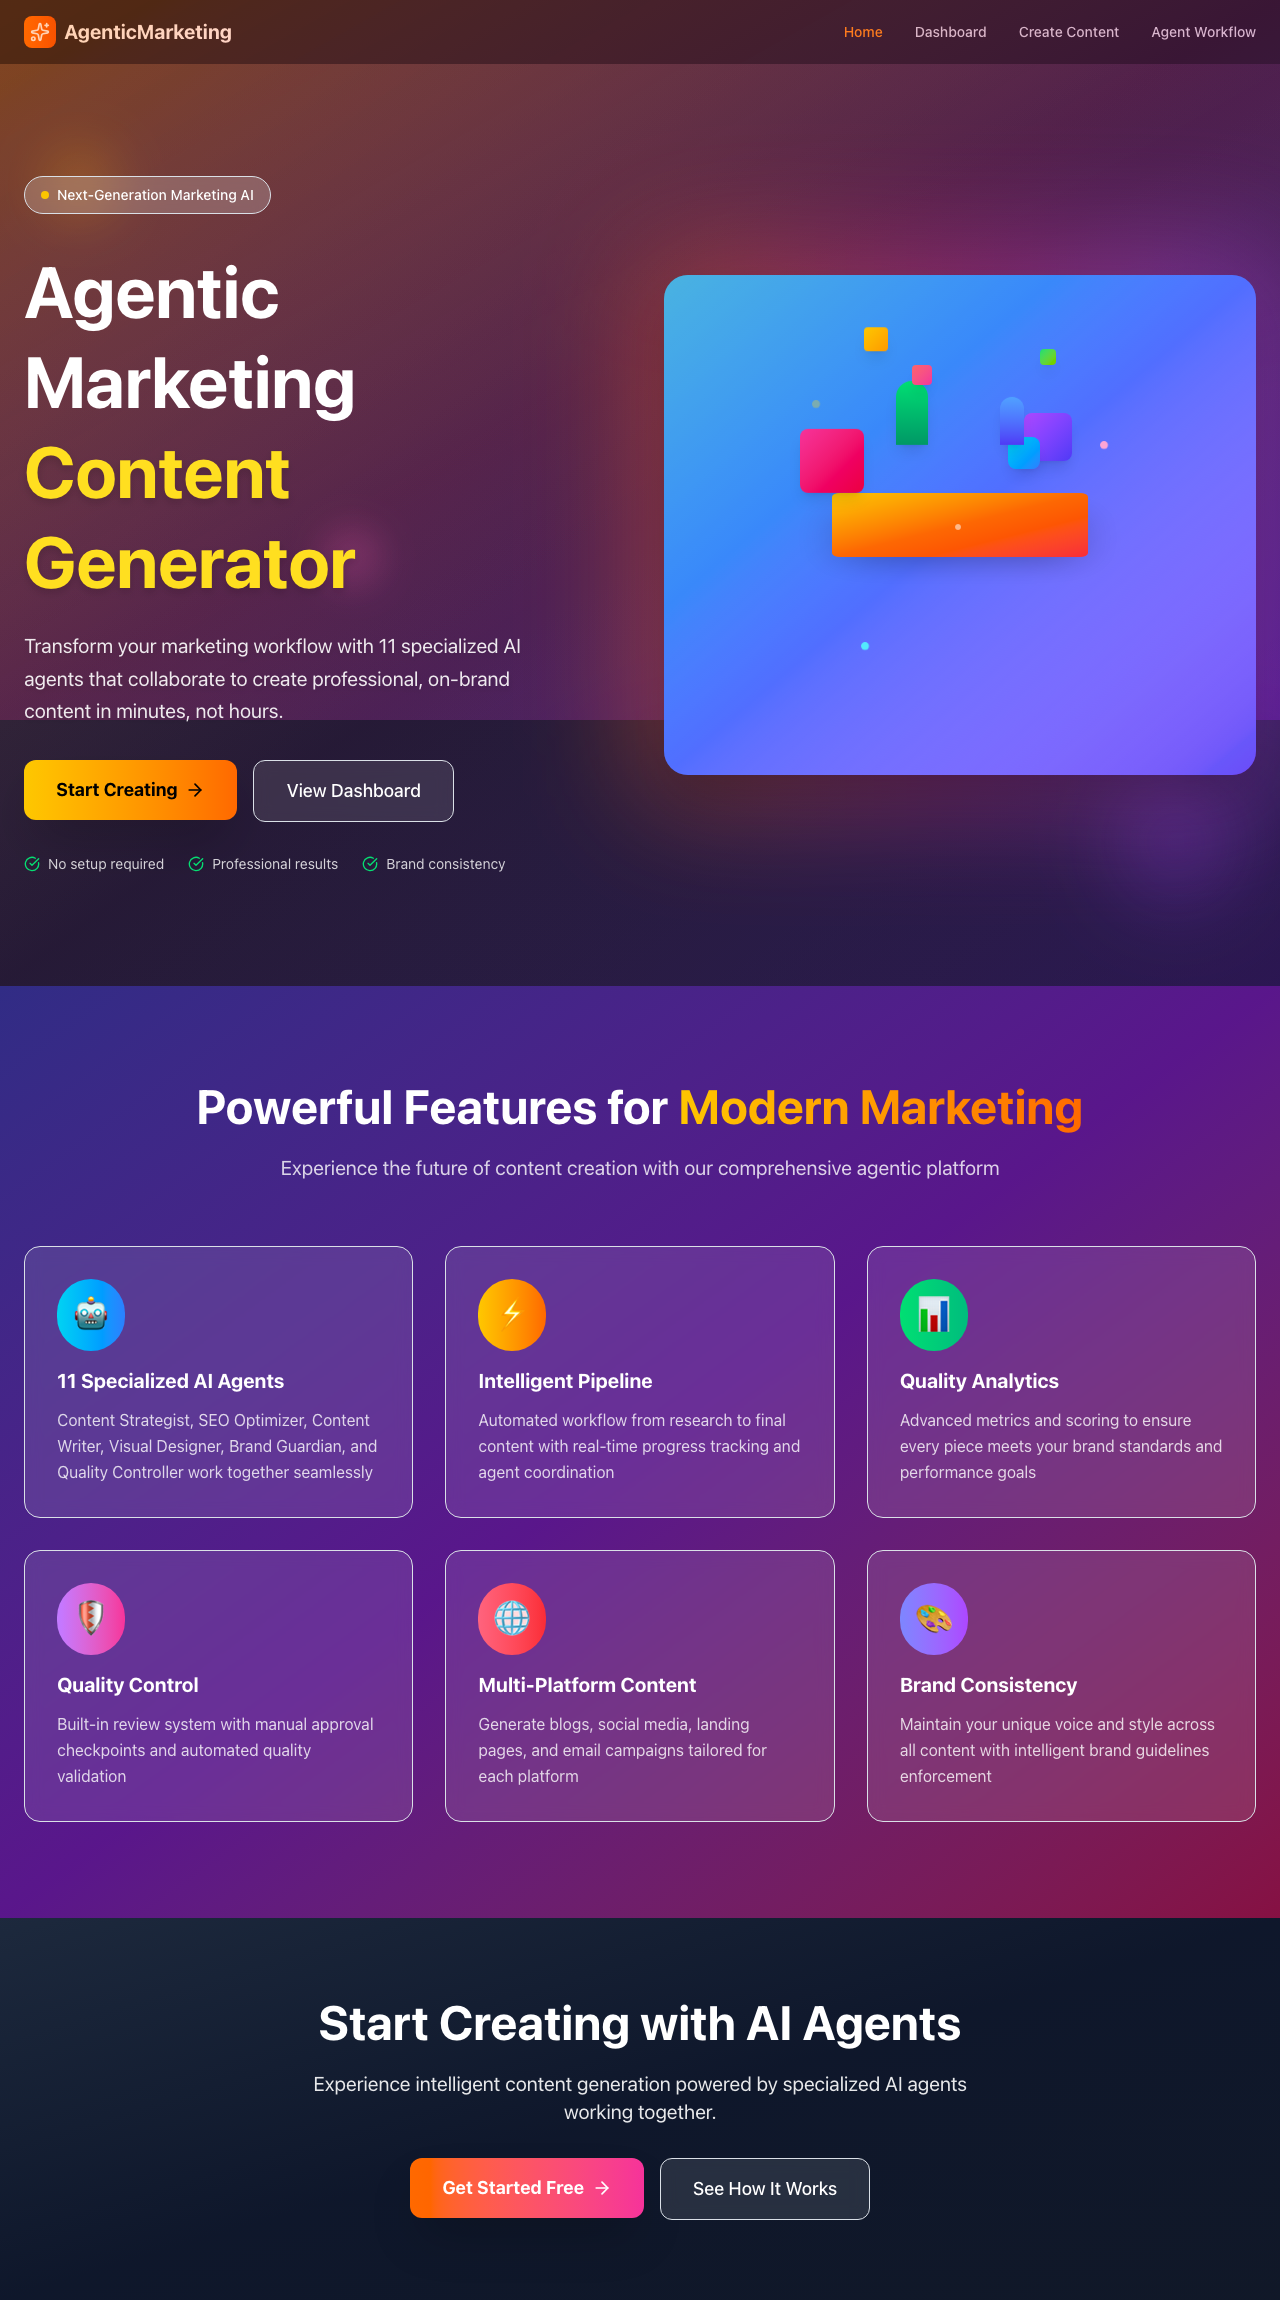 AgenticMarketing
Home
Dashboard
Create Content
Agent Workflow
Next-Generation Marketing AI
Agentic
Marketing
Content
Generator
Transform your marketing workflow with 11 specialized AI
agents that collaborate to create professional, on-brand
content in minutes, not hours.
Start Creating
View Dashboard
No setup required
Professional results
Brand consistency
Powerful Features for Modern Marketing
Experience the future of content creation with our comprehensive agentic platform
11 Specialized AI Agents
Content Strategist, SEO Optimizer, Content
Writer, Visual Designer, Brand Guardian, and
Quality Controller work together seamlessly
Intelligent Pipeline
Automated workflow from research to final
content with real-time progress tracking and
agent coordination
Quality Analytics
Advanced metrics and scoring to ensure
every piece meets your brand standards and
performance goals
Quality Control
Built-in review system with manual approval
checkpoints and automated quality
validation
Multi-Platform Content
Generate blogs, social media, landing
pages, and email campaigns tailored for
each platform
Brand Consistency
Maintain your unique voice and style across
all content with intelligent brand guidelines
enforcement
Start Creating with AI Agents
Experience intelligent content generation powered by specialized AI agents
working together.
Get Started Free
See How It Works